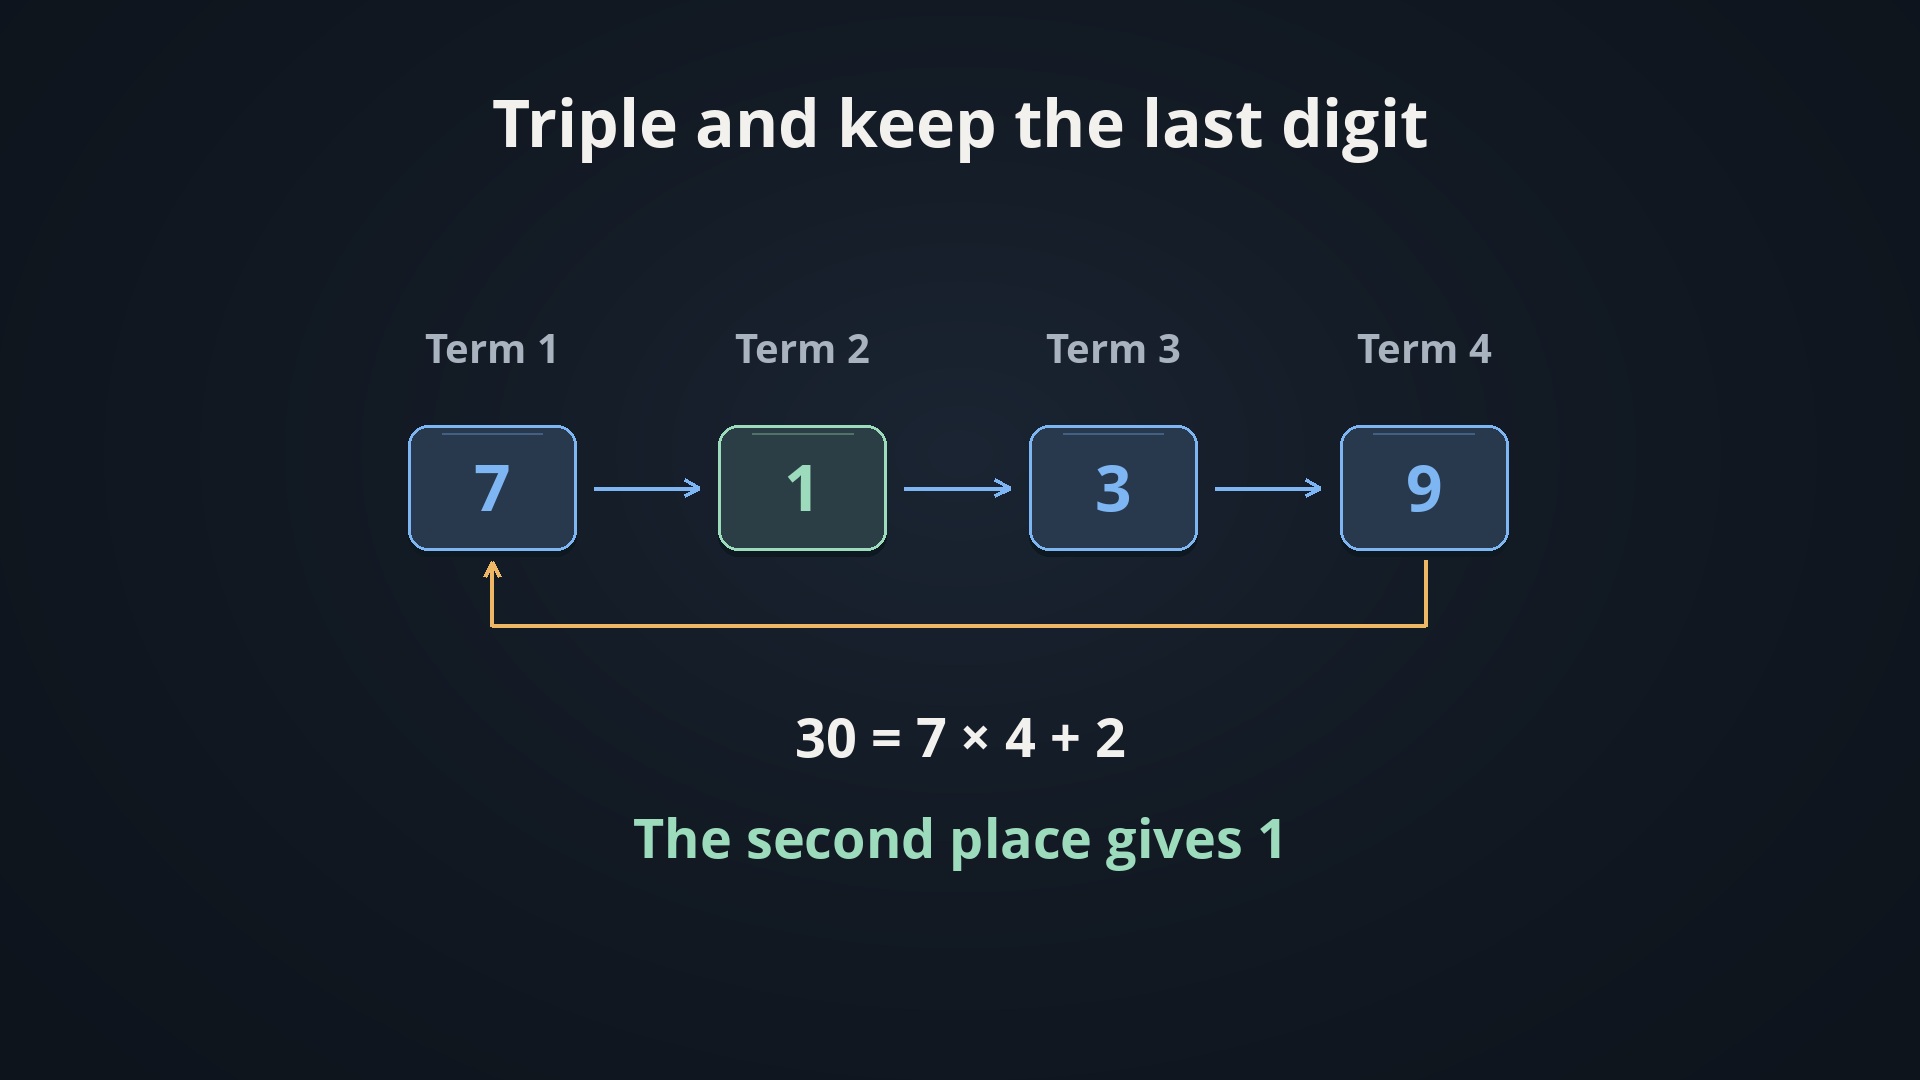 Triple and keep the last digit
Term 1 Term 2 Term 3 Term 4
7 1 3 9
30 = 7 × 4 + 2
The second place gives 1